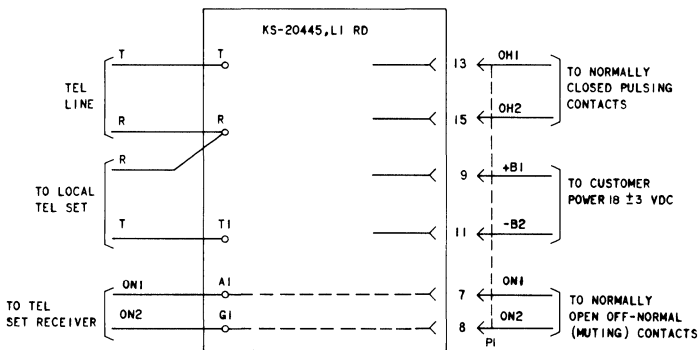 KS-20445,L1 RD
TEL
LINE
T
T
R
R
R
TO LOCAL
TEL SET
T
T1
TO TEL
SET RECEIVER
ON1
A1
ON2
G1
13
OH1
15
OH2
TO NORMALLY
CLOSED PULSING
CONTACTS
9
+B1
11
-B2
TO CUSTOMER
POWER 18 ±3 VDC
7
ON1
8
ON2
P1
TO NORMALLY
OPEN OFF-NORMAL
(MUTING) CONTACTS